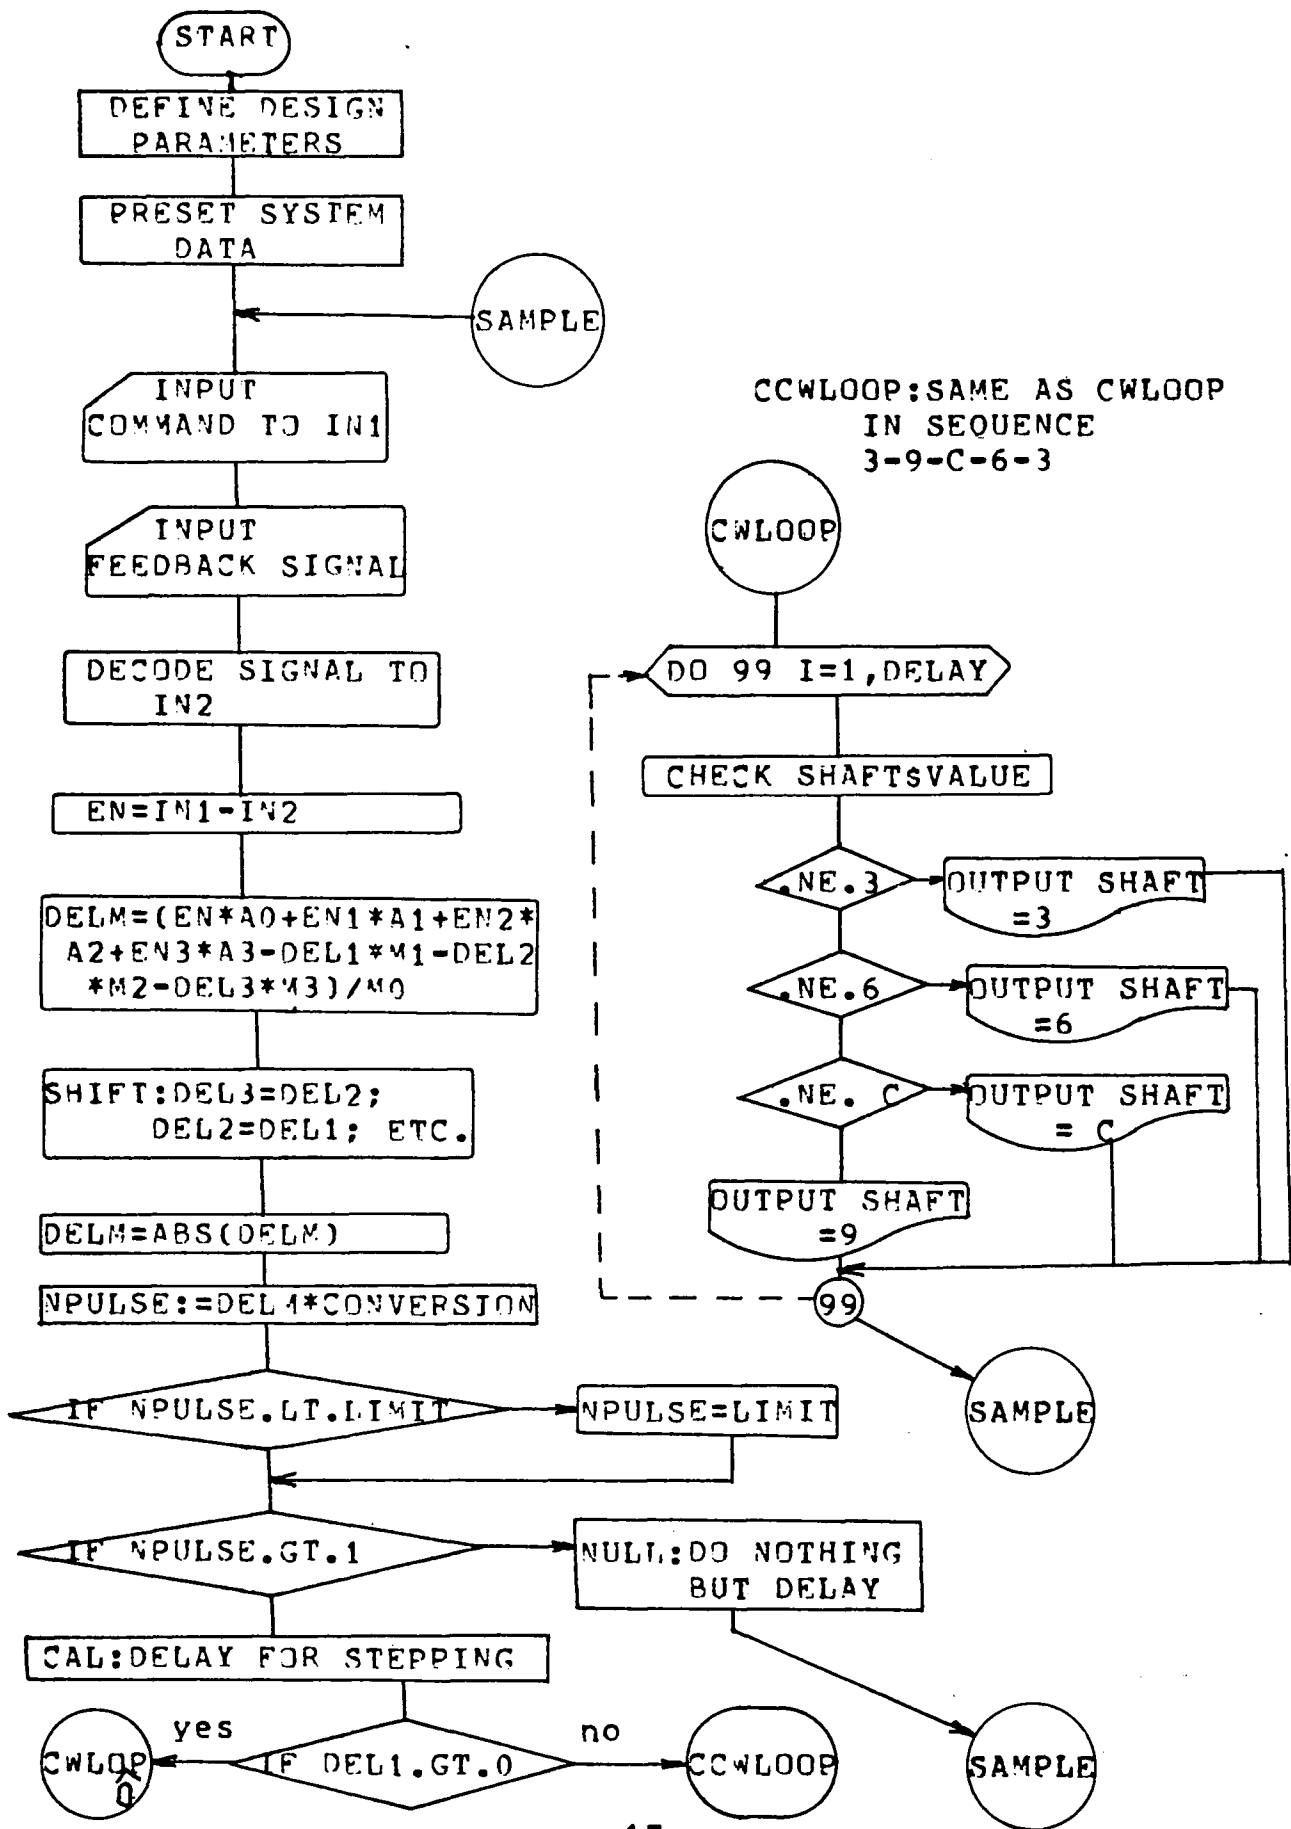 START
DEFINE DESIGN
PARAMETERS
PRESET SYSTEM
DATA
SAMPLE
INPUT
COMMAND TO IN1
INPUT
FEEDBACK SIGNAL
DECODE SIGNAL TO
IN2
EN=IN1-IN2
DELM=(EN*A0+EN1*A1+EN2*
A2+EN3*A3-DEL1*M1-DEL2
*M2-DEL3*M3)/M0
SHIFT:DEL3=DEL2;
DEL2=DEL1; ETC.
DELM=ABS(DELM)
NPULSE:=DELM*CONVERSION
IF NPULSE.LT.LIMIT
NPULSE=LIMIT
IF NPULSE.GT.1
NULL:DO NOTHING
BUT DELAY
CAL:DELAY FOR STEPPING
yes
no
CWLOP
O
IF DEL1.GT.0
CCWLOOP
SAMPLE
CCWLOOP:SAME AS CWLOOP
IN SEQUENCE
3-9-C-6-3
CWLOOP
DO 99 I=1,DELAY
CHECK SHAFT$VALUE
.NE.3
OUTPUT SHAFT
=3
.NE.6
OUTPUT SHAFT
=6
.NE. C
OUTPUT SHAFT
= C
OUTPUT SHAFT
=9
99
SAMPLE